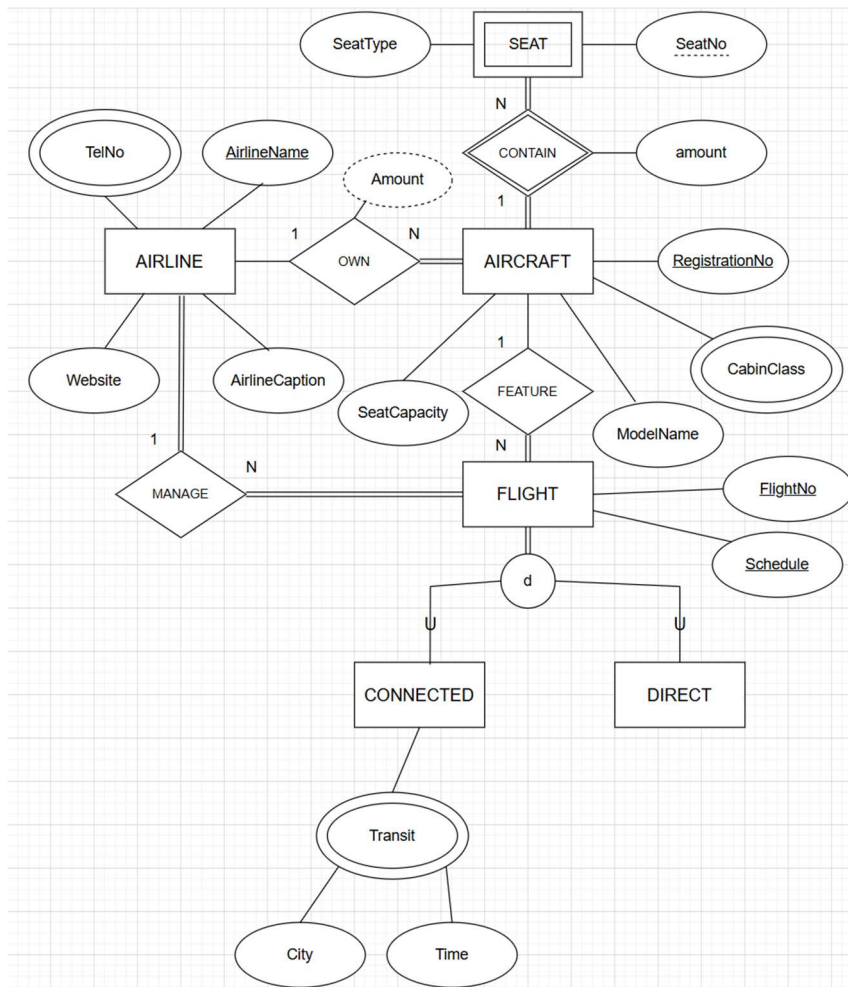 SeatType
SEAT
SeatNo
N
TelNo
AirlineName
CONTAIN
amount
Amount
1
1
N
AIRLINE
OWN
AIRCRAFT
RegistrationNo
1
CabinClass
Website
AirlineCaption
FEATURE
SeatCapacity
ModelName
1
N
N
MANAGE
FLIGHT
FlightNo
Schedule
d
U
U
CONNECTED
DIRECT
Transit
City
Time